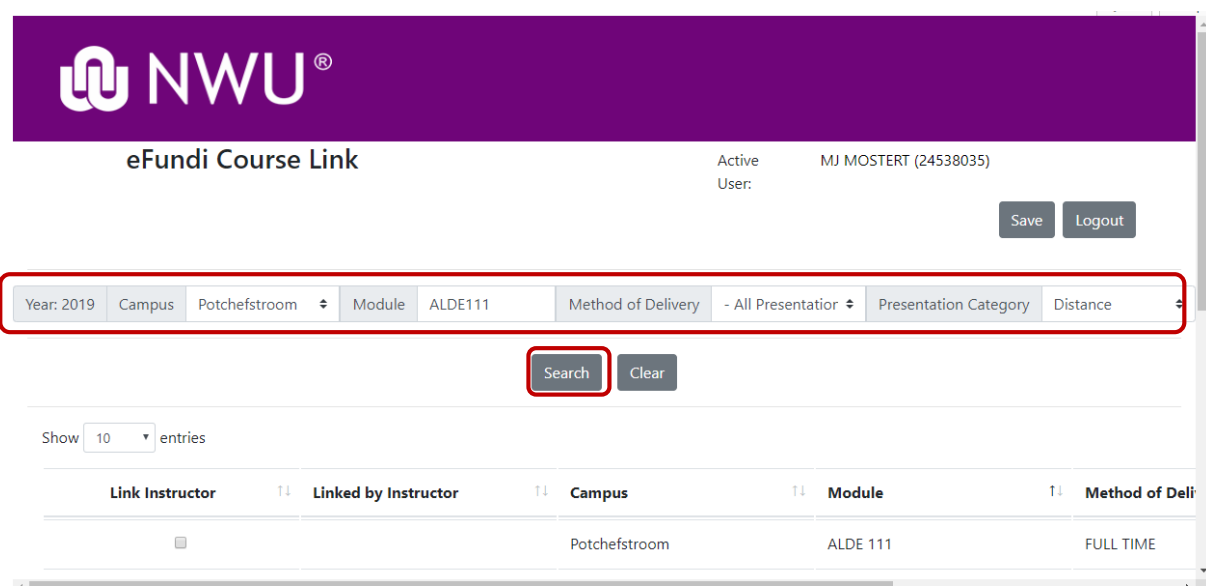 NWU®
eFundi Course Link
Active User:
MJ MOSTERT (24538035)
Save Logout
Year: 2019 Campus Potchefstroom Module ALDE111 Method of Delivery - All Presentation Presentation Category Distance
Search Clear
Show 10 entries
Link Instructor Linked by Instructor Campus Module Method of Deli
Potchefstroom ALDE 111 FULL TIME